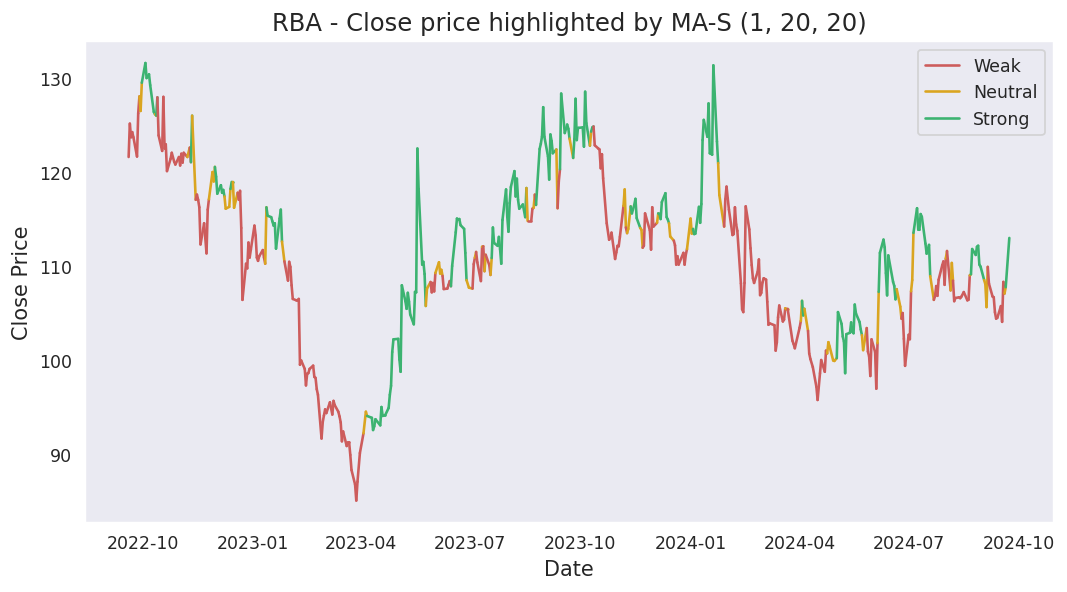 RBA - Close price highlighted by MA-S (1, 20, 20)
Weak
Neutral
Strong
Close Price
130
120
110
100
90
2022-10 2023-01 2023-04 2023-07 2023-10 2024-01 2024-04 2024-07 2024-10
Date